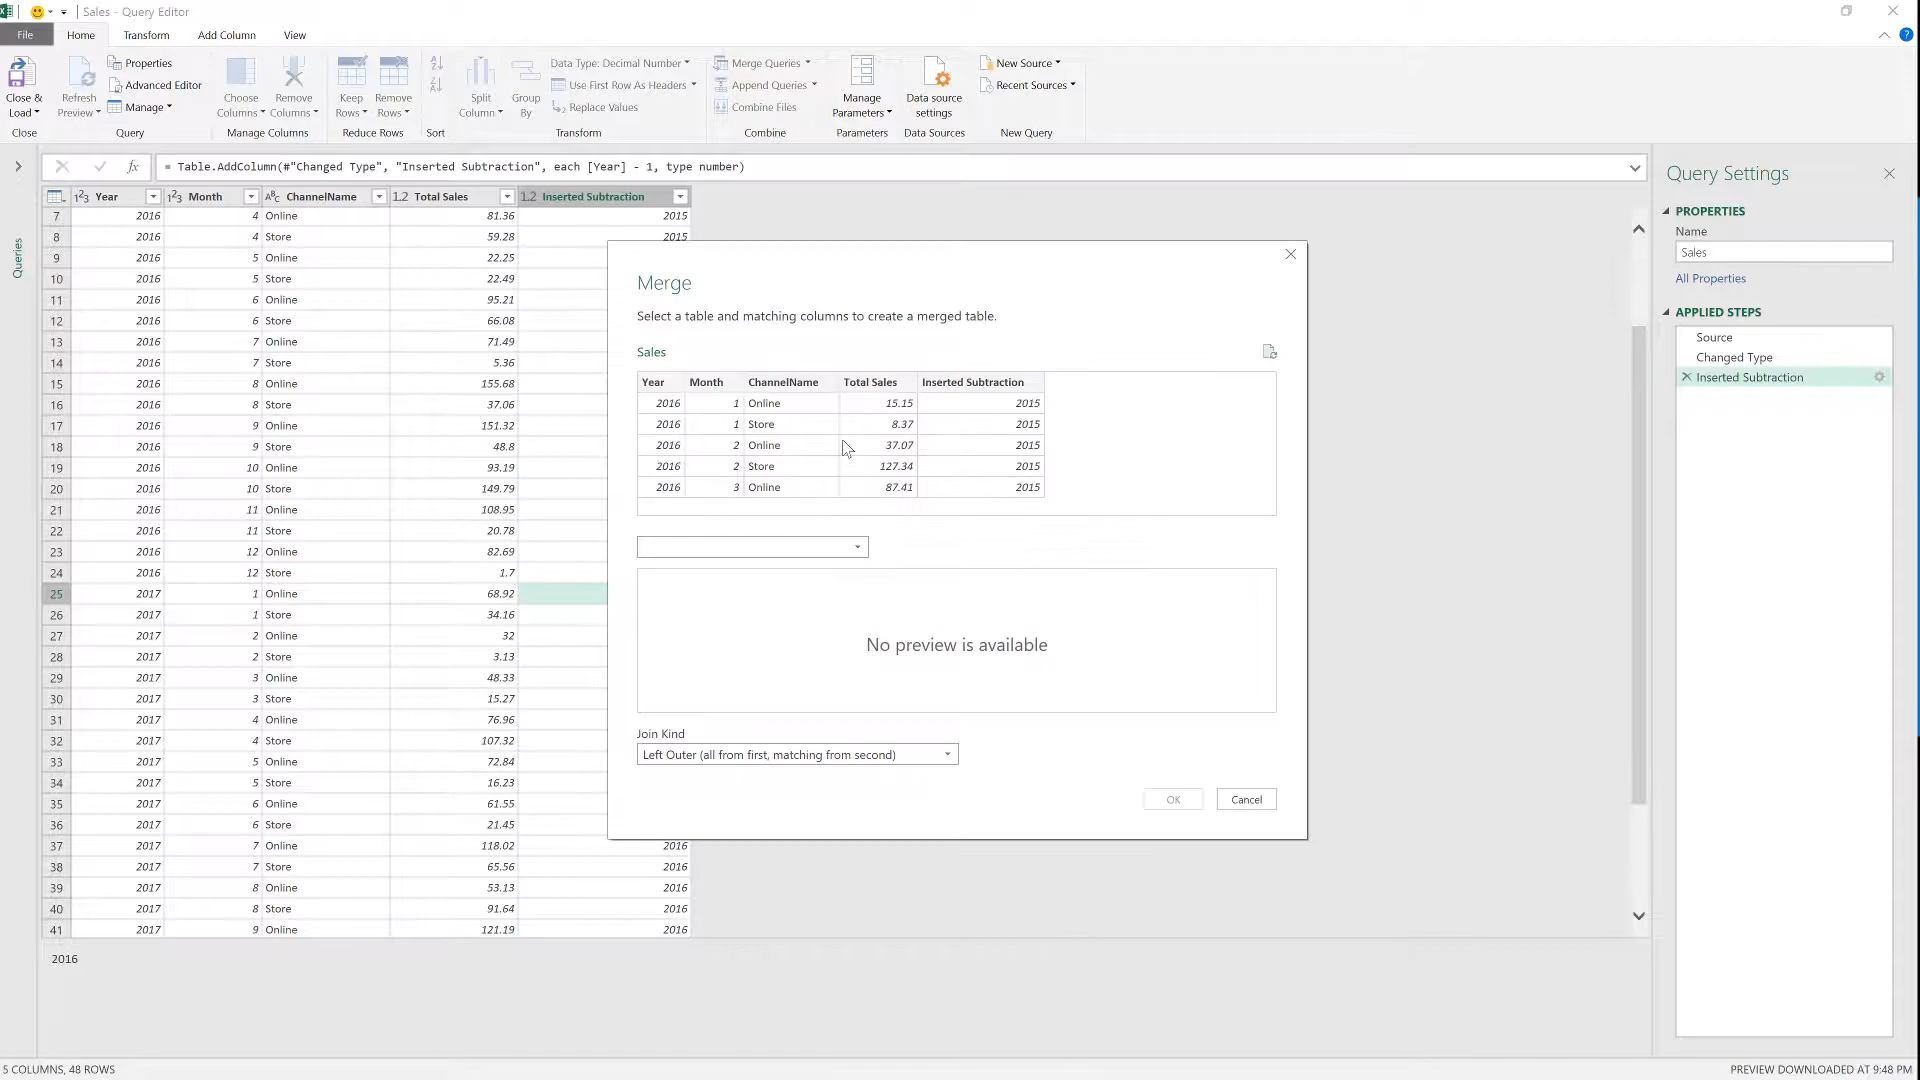 Sales - Query Editor
File Home Transform Add Column View
Close & Load
Close
Refresh Preview
Properties
Advanced Editor
Manage
Query
Choose Columns
Remove Columns
Manage Columns
Keep Rows
Remove Rows
Reduce Rows
Sort
Split Column
Group By
Data Type: Decimal Number
Use First Row As Headers
Replace Values
Transform
Merge Queries
Append Queries
Combine Files
Combine
Manage Parameters
Parameters
Data source settings
Data Sources
New Source
Recent Sources
New Query
fx = Table.AddColumn(#"Changed Type", "Inserted Subtraction", each [Year] - 1, type number)
Queries
Year Month ChannelName Total Sales Inserted Subtraction
7 2016 4 Online 81.36 2015
8 2016 4 Store 59.28 2015
9 2016 5 Online 22.25
10 2016 5 Store 22.49
11 2016 6 Online 95.21
12 2016 6 Store 66.08
13 2016 7 Online 71.49
14 2016 7 Store 5.36
15 2016 8 Online 155.68
16 2016 8 Store 37.06
17 2016 9 Online 151.32
18 2016 9 Store 48.8
19 2016 10 Online 93.19
20 2016 10 Store 149.79
21 2016 11 Online 108.95
22 2016 11 Store 20.78
23 2016 12 Online 82.69
24 2016 12 Store 1.7
25 2017 1 Online 68.92
26 2017 1 Store 34.16
27 2017 2 Online 32
28 2017 2 Store 3.13
29 2017 3 Online 48.33
30 2017 3 Store 15.27
31 2017 4 Online 76.96
32 2017 4 Store 107.32
33 2017 5 Online 72.84
34 2017 5 Store 16.23
35 2017 6 Online 61.55
36 2017 6 Store 21.45
37 2017 7 Online 118.02 2016
38 2017 7 Store 65.56 2016
39 2017 8 Online 53.13 2016
40 2017 8 Store 91.64 2016
41 2017 9 Online 121.19 2016
2016
Merge
Select a table and matching columns to create a merged table.
Sales
Year Month ChannelName Total Sales Inserted Subtraction
2016 1 Online 15.15 2015
2016 1 Store 8.37 2015
2016 2 Online 37.07 2015
2016 2 Store 127.34 2015
2016 3 Online 87.41 2015
No preview is available
Join Kind
Left Outer (all from first, matching from second)
OK Cancel
Query Settings
PROPERTIES
Name
Sales
All Properties
APPLIED STEPS
Source
Changed Type
Inserted Subtraction
5 COLUMNS, 48 ROWS
PREVIEW DOWNLOADED AT 9:48 PM